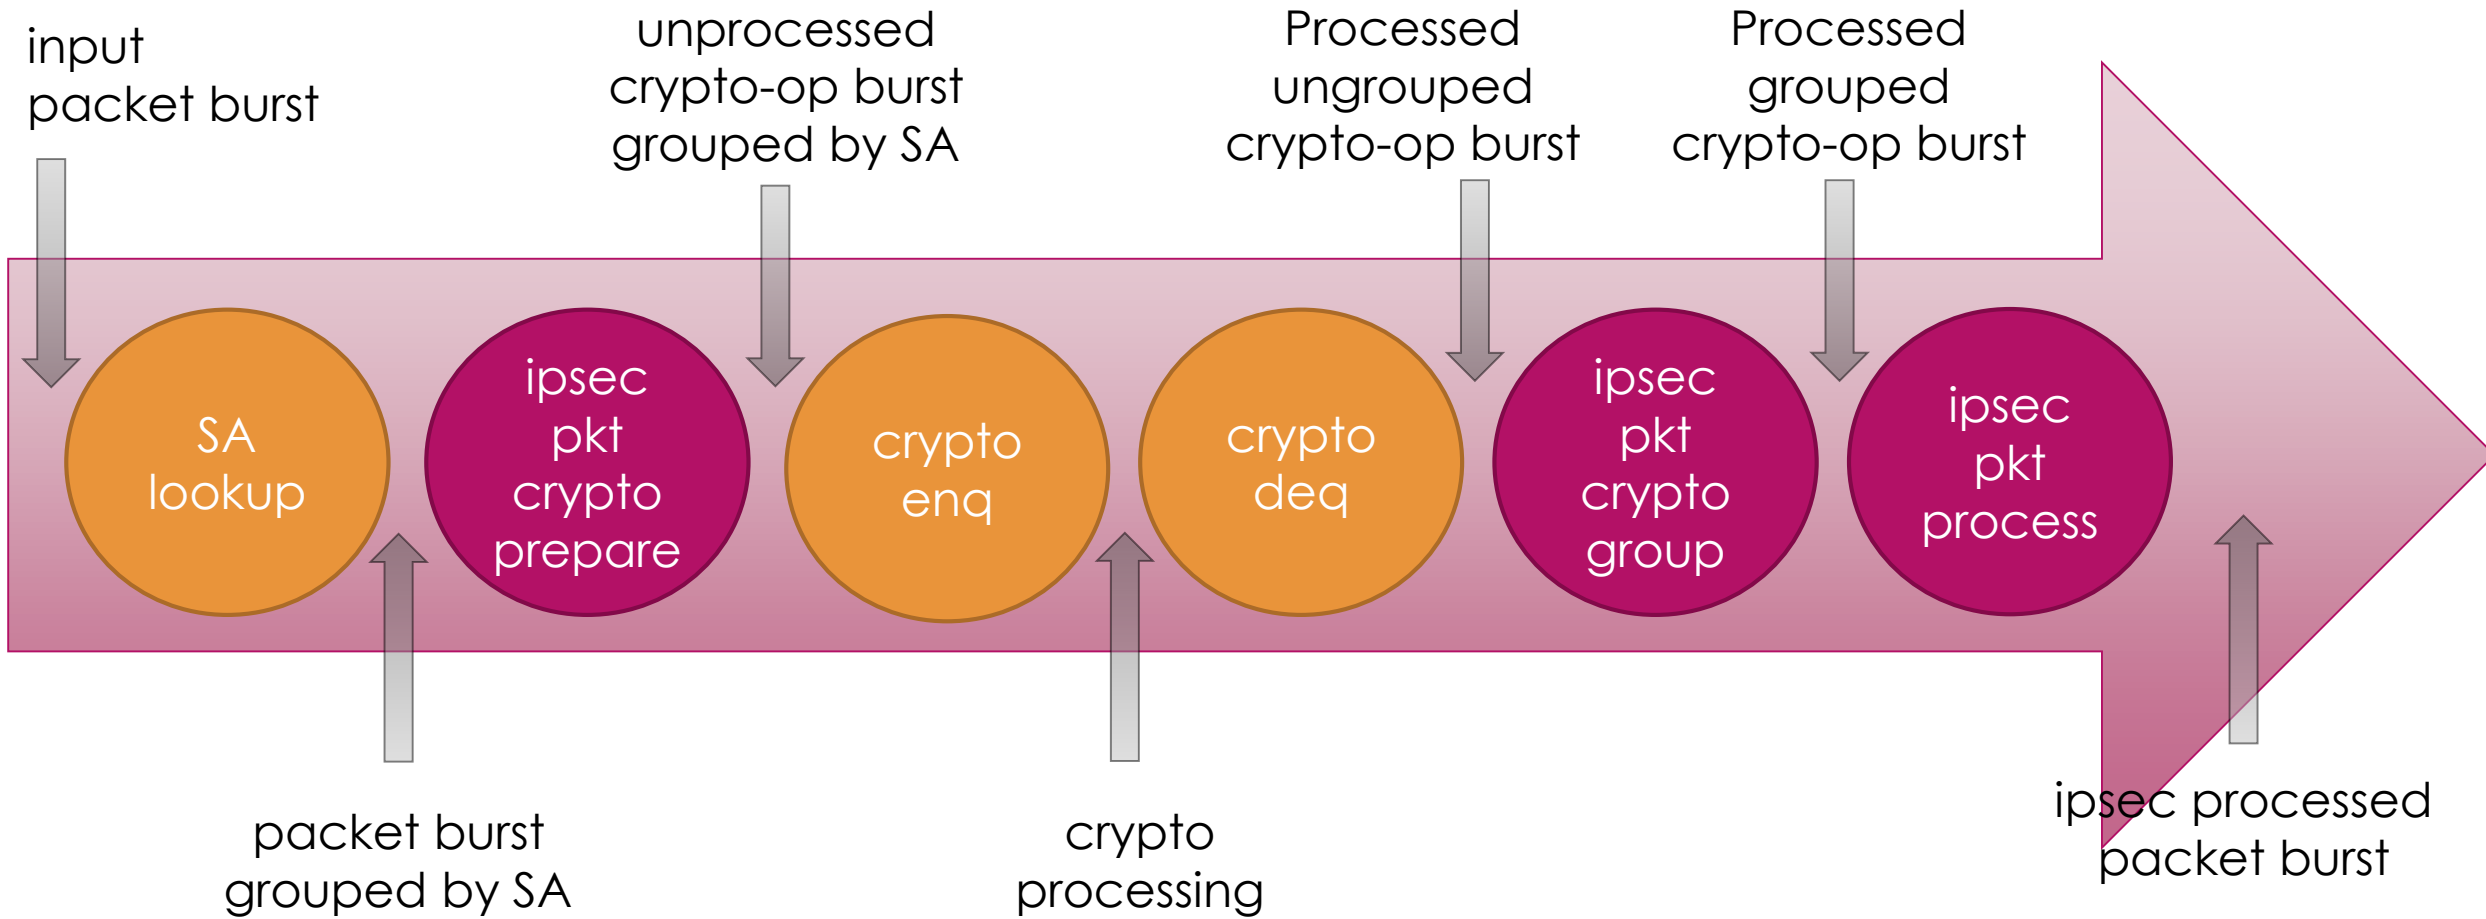 input
packet burst
unprocessed
crypto-op burst
grouped by SA
Processed
ungrouped
crypto-op burst
Processed
grouped
crypto-op burst
SA
lookup
ipsec
pkt
crypto
prepare
crypto
enq
crypto
deq
ipsec
pkt
crypto
group
ipsec
pkt
process
packet burst
grouped by SA
crypto
processing
ipsec processed
packet burst